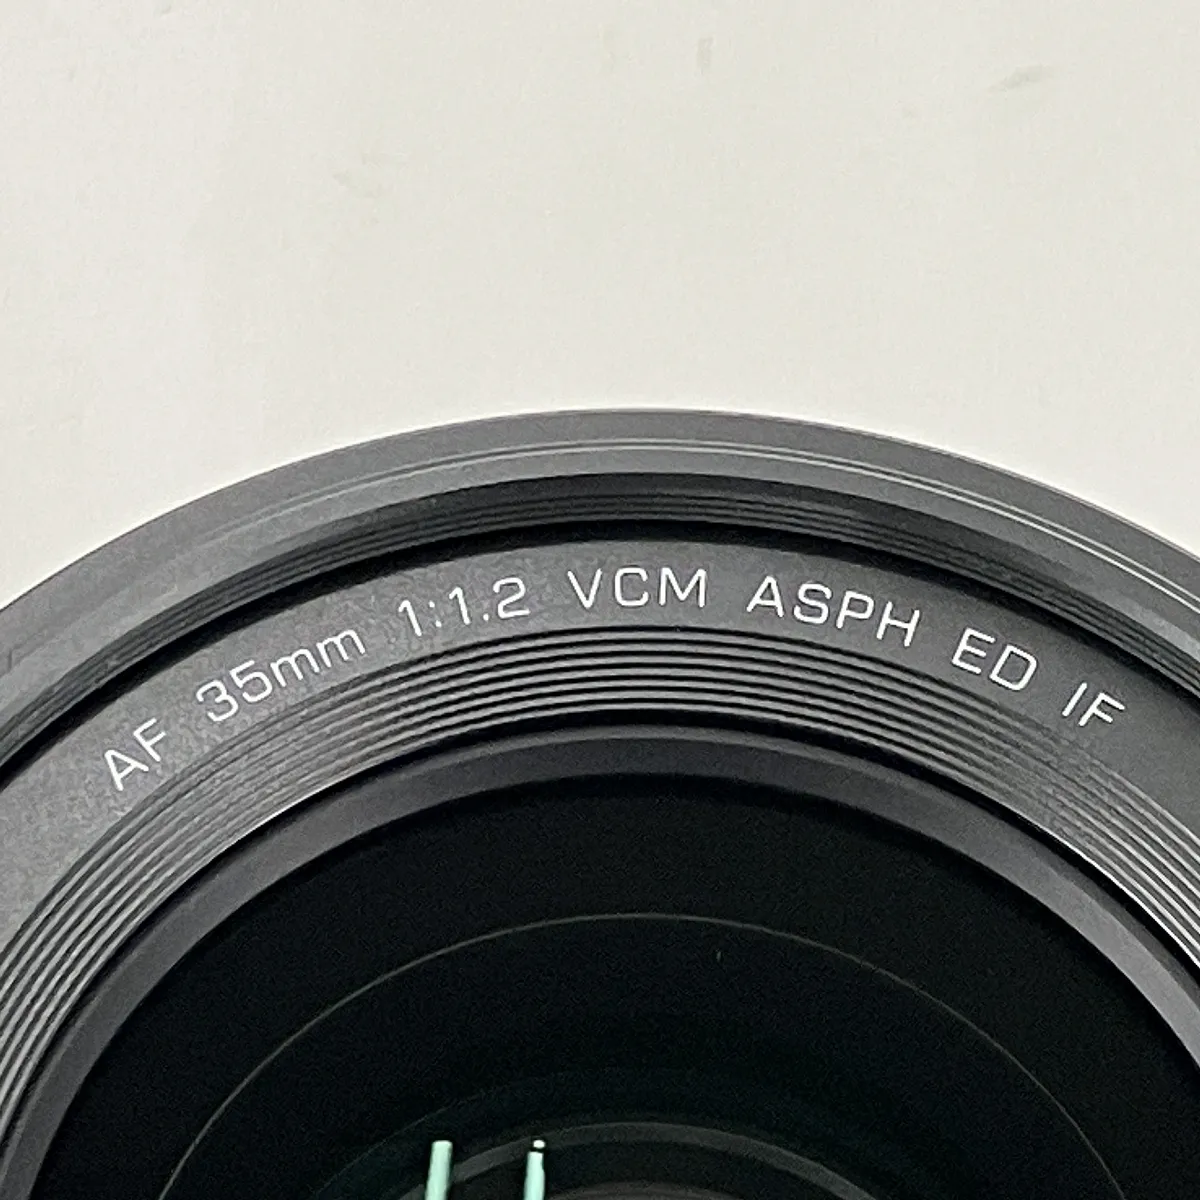 AF 35mm 1:1.2 VCM ASPH ED IF